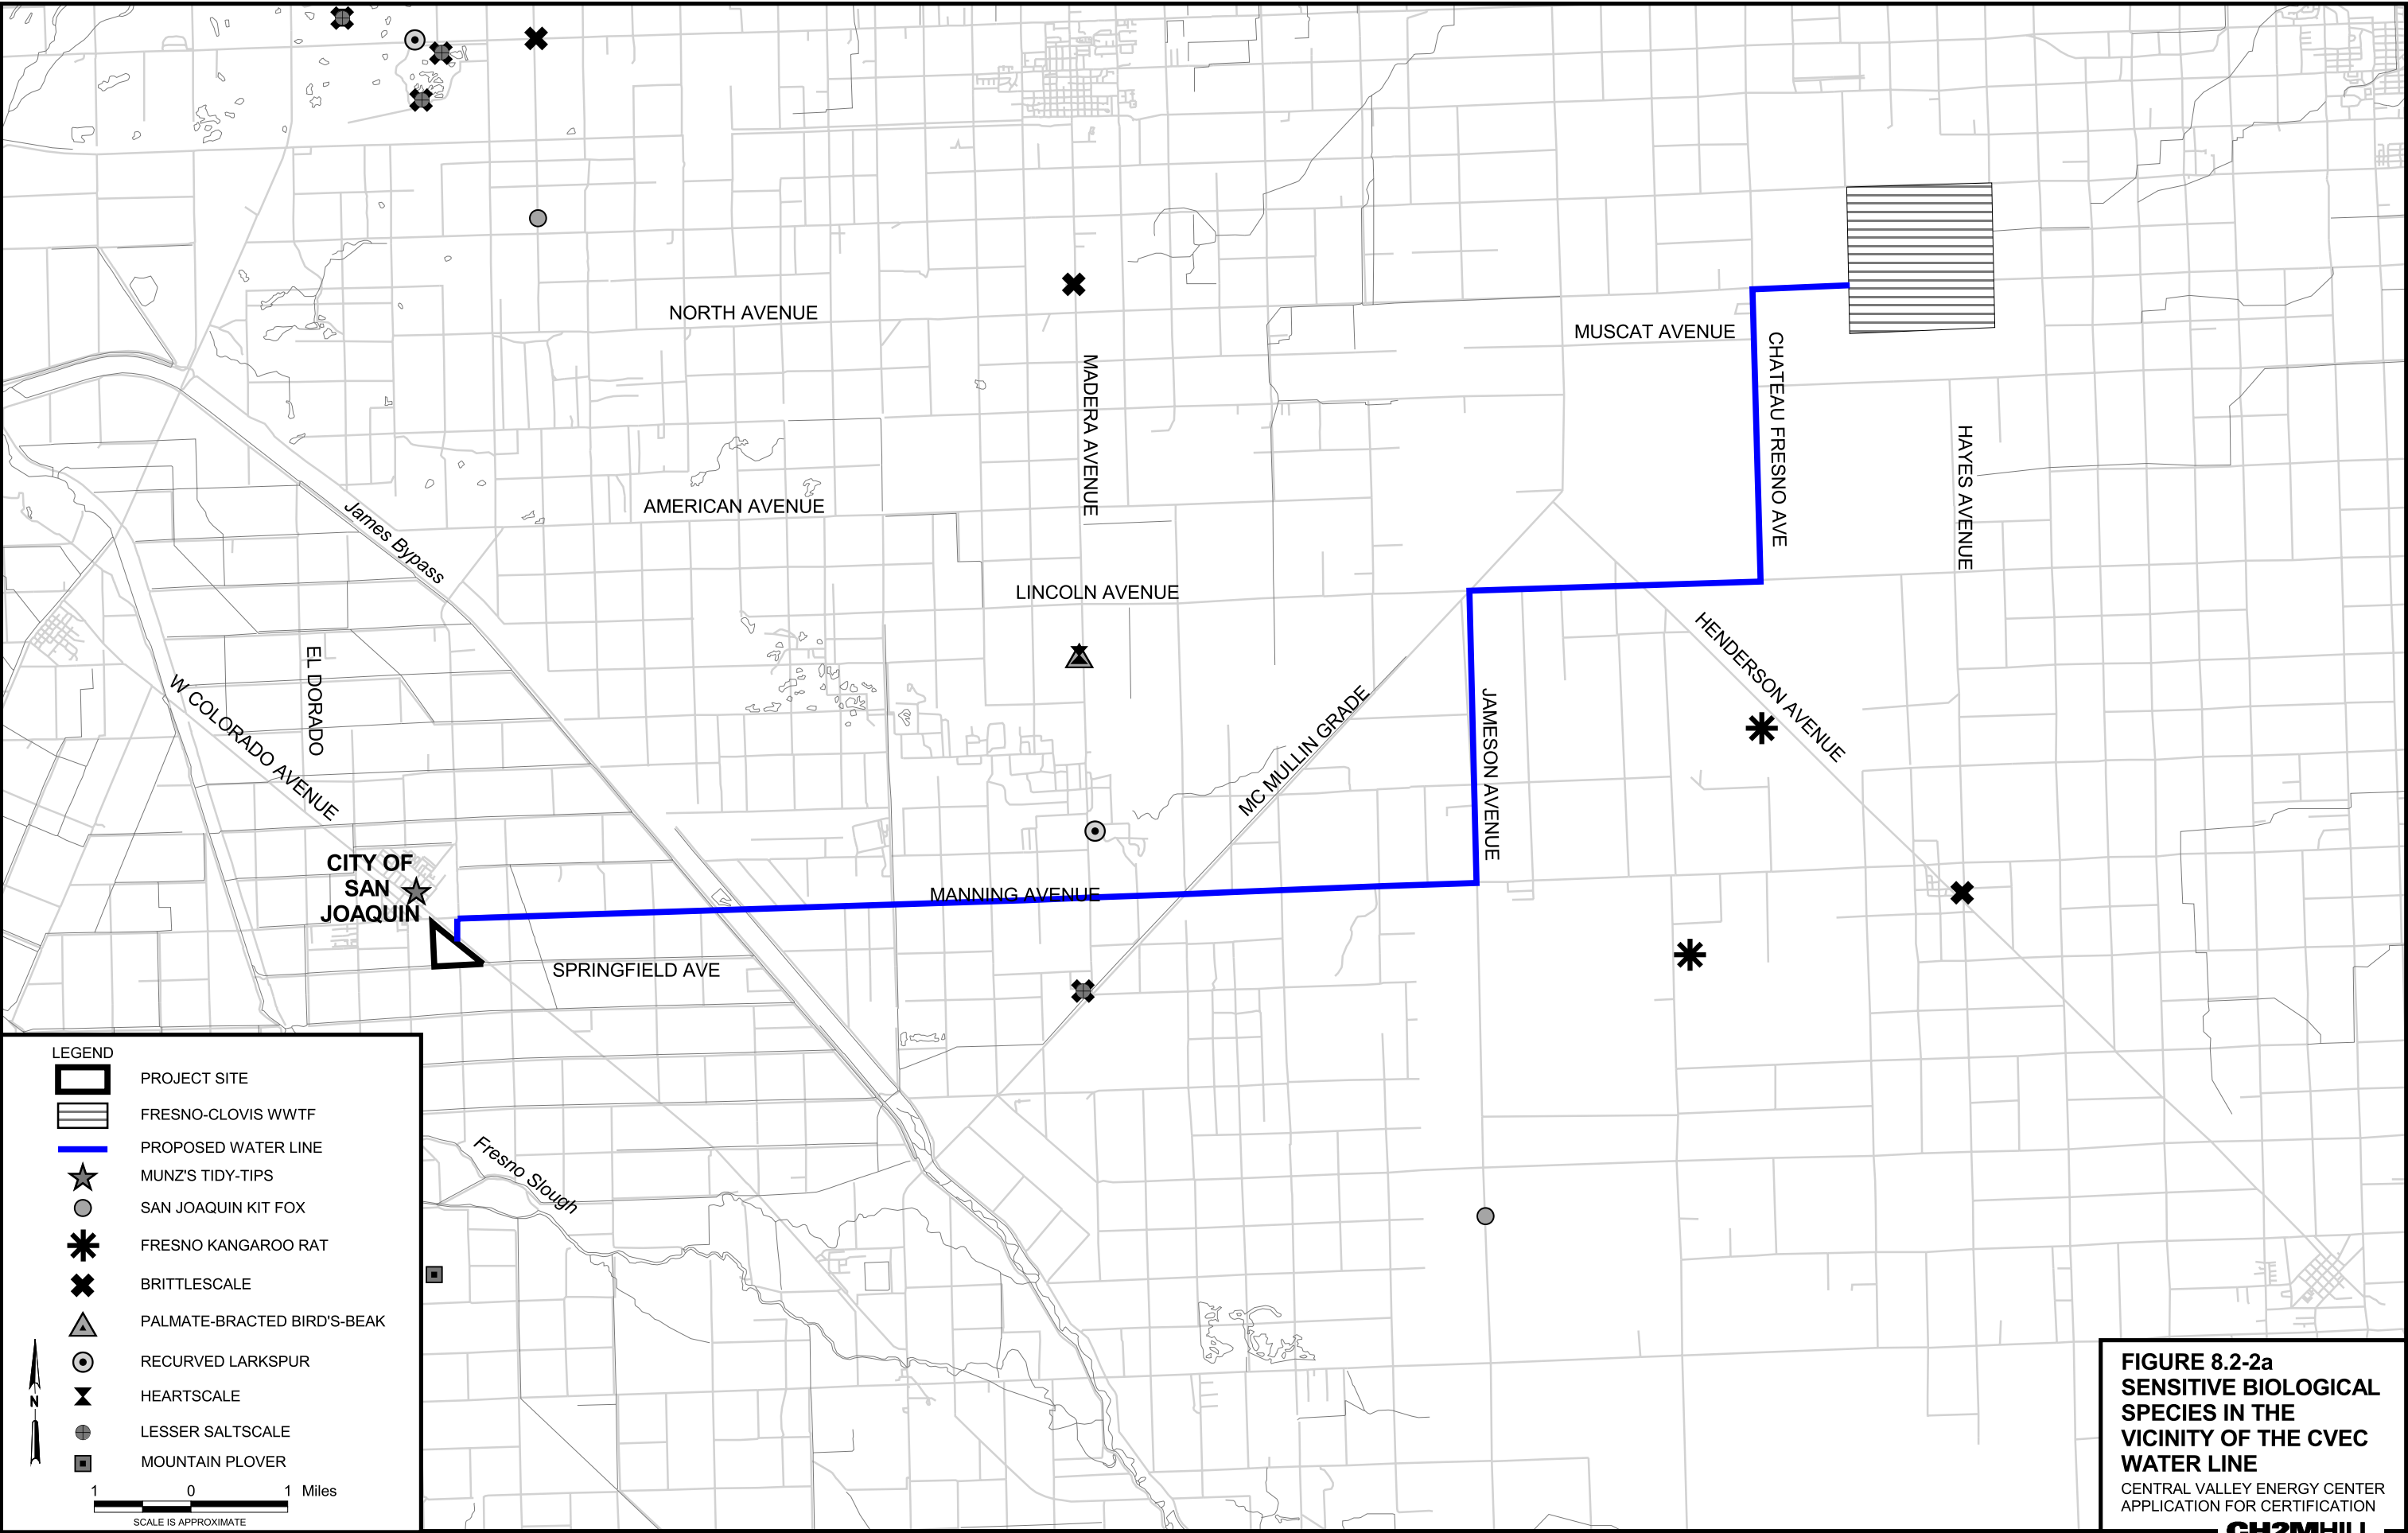 NORTH AVENUE
MUSCAT AVENUE
MADERA AVENUE
CHATEAU FRESNO AVE
HAYES AVENUE
AMERICAN AVENUE
James Bypass
LINCOLN AVENUE
EL DORADO
W COLORADO AVENUE
HENDERSON AVENUE
MC MULLIN GRADE
JAMESON AVENUE
CITY OF
SAN
JOAQUIN
MANNING AVENUE
SPRINGFIELD AVE
Fresno Slough
LEGEND
PROJECT SITE
FRESNO-CLOVIS WWTF
PROPOSED WATER LINE
MUNZ'S TIDY-TIPS
SAN JOAQUIN KIT FOX
FRESNO KANGAROO RAT
BRITTLESCALE
PALMATE-BRACTED BIRD'S-BEAK
RECURVED LARKSPUR
HEARTSCALE
LESSER SALTSCALE
MOUNTAIN PLOVER
N
1 0 1 Miles
SCALE IS APPROXIMATE
FIGURE 8.2-2a
SENSITIVE BIOLOGICAL
SPECIES IN THE
VICINITY OF THE CVEC
WATER LINE
CENTRAL VALLEY ENERGY CENTER
APPLICATION FOR CERTIFICATION
CH2MHILL